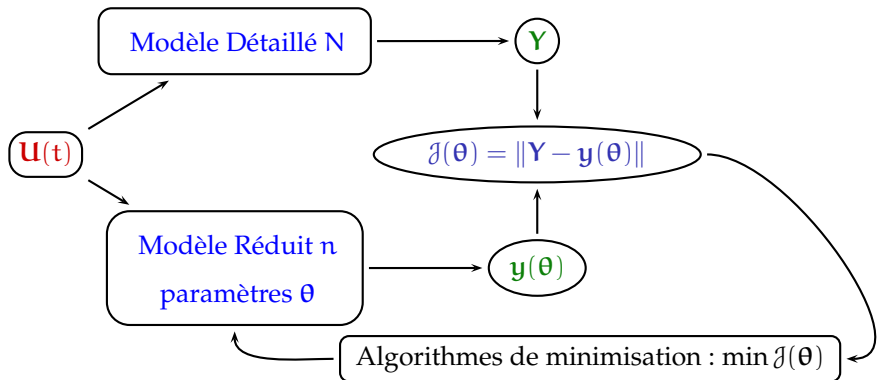 Modèle Détaillé N
Y
U(t)
𝒥(θ) = ‖Y − y(θ)‖
Modèle Réduit n
paramètres θ
y(θ)
Algorithmes de minimisation : min 𝒥(θ)